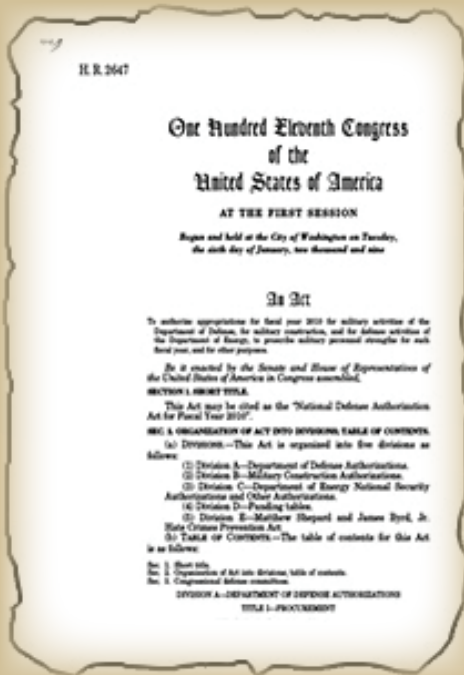 H. R. 2647
One Hundred Eleventh Congress
of the
United States of America
AT THE FIRST SESSION
Begun and held at the City of Washington on Tuesday,
the sixth day of January, two thousand and nine
An Act
To authorize appropriations for fiscal year 2010 for military activities of the
Department of Defense, for military construction, and for defense activities of
the Department of Energy, to prescribe military personnel strengths for such
fiscal year, and for other purposes.
Be it enacted by the Senate and House of Representatives of
the United States of America in Congress assembled,
SECTION 1. SHORT TITLE.
This Act may be cited as the "National Defense Authorization
Act for Fiscal Year 2010".
SEC. 2. ORGANIZATION OF ACT INTO DIVISIONS; TABLE OF CONTENTS.
(a) DIVISIONS.—This Act is organized into five divisions as
follows:
(1) Division A—Department of Defense Authorizations.
(2) Division B—Military Construction Authorizations.
(3) Division C—Department of Energy National Security
Authorizations and Other Authorizations.
(4) Division D—Funding tables.
(5) Division E—Matthew Shepard and James Byrd, Jr.
Hate Crimes Prevention Act
(b) TABLE OF CONTENTS.—The table of contents for this Act
is as follows:
Sec. 1. Short title.
Sec. 2. Organization of Act into divisions; table of contents.
Sec. 3. Congressional defense committees.
DIVISION A—DEPARTMENT OF DEFENSE AUTHORIZATIONS
TITLE I—PROCUREMENT